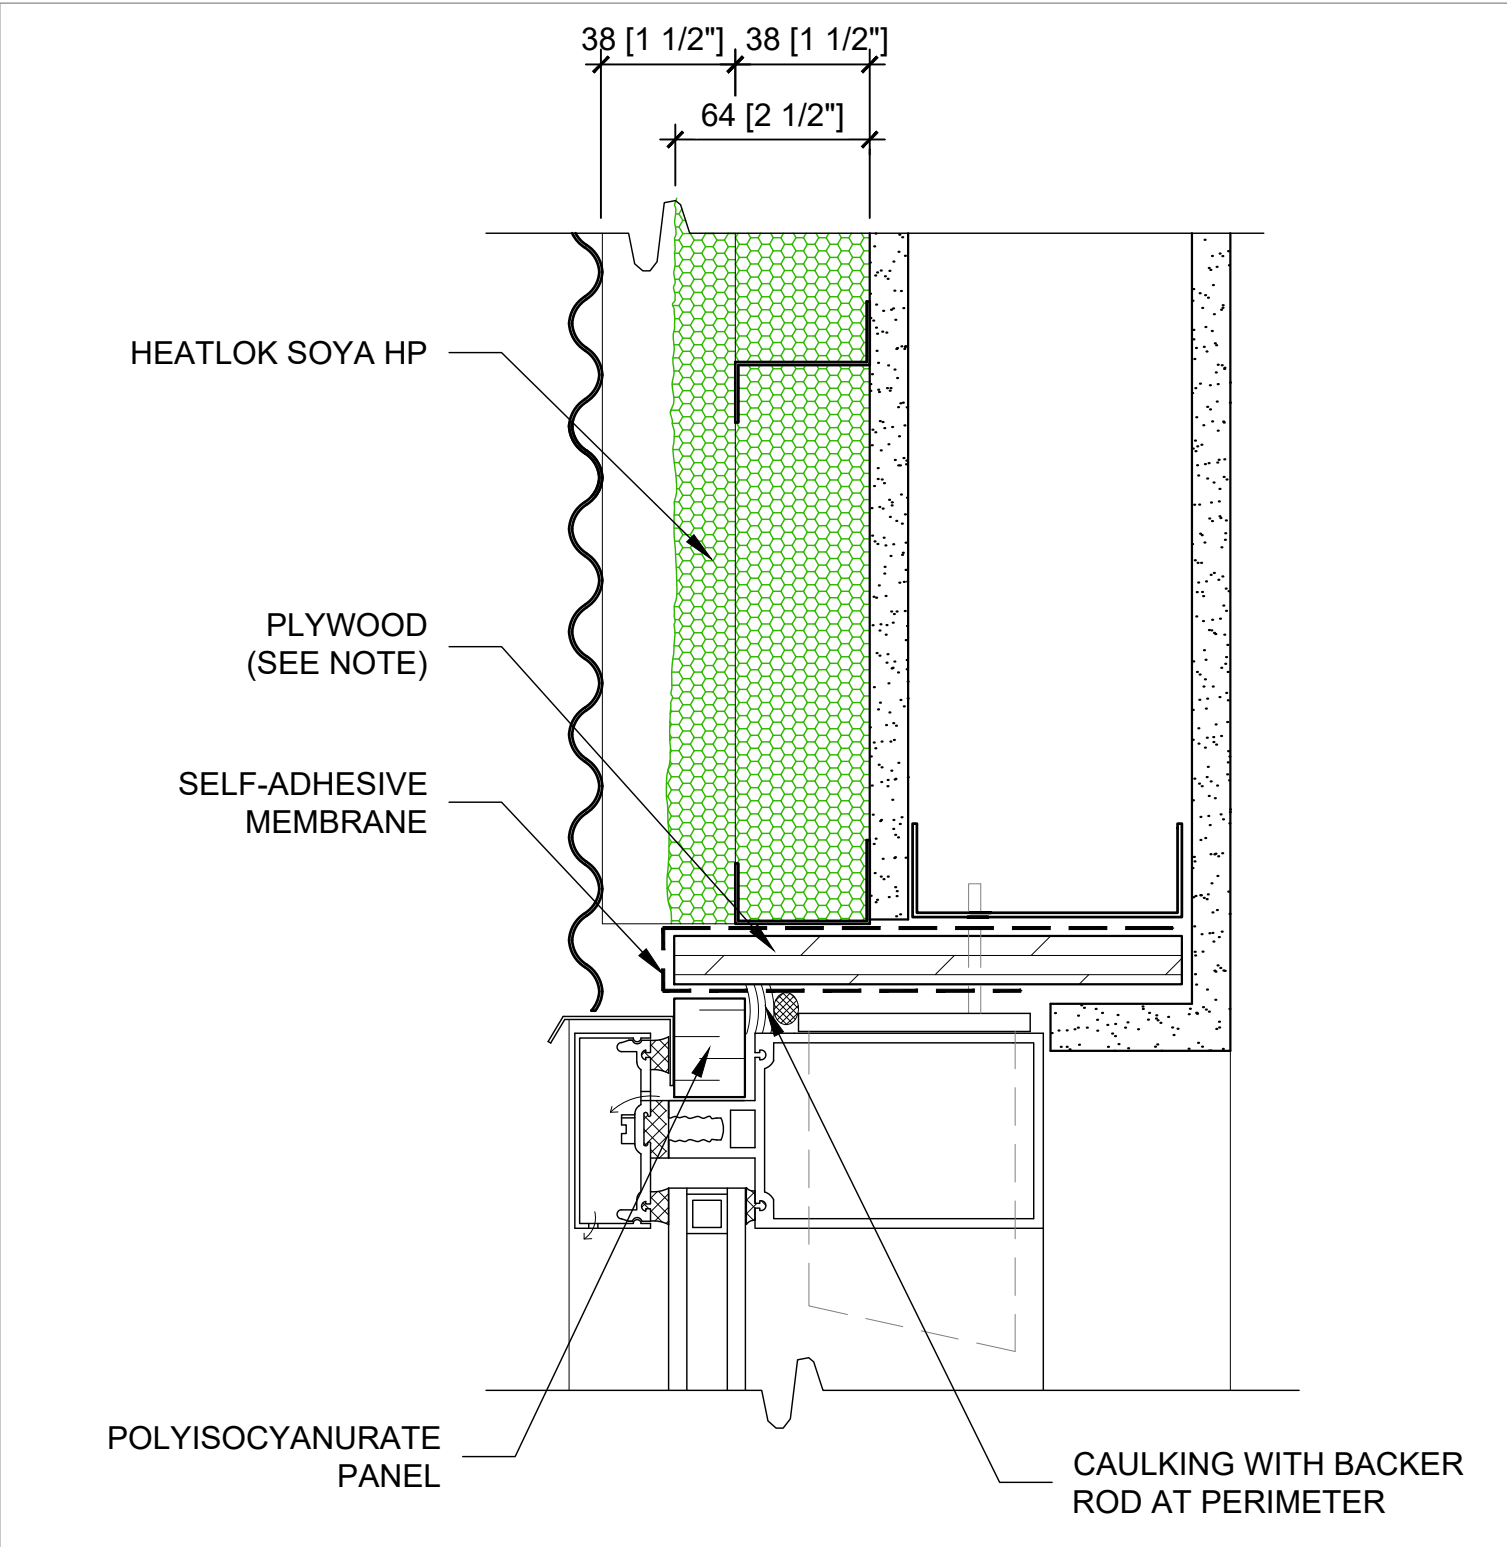 38 [1 1/2"] 38 [1 1/2"]
64 [2 1/2"]
HEATLOK SOYA HP
PLYWOOD
(SEE NOTE)
SELF-ADHESIVE
MEMBRANE
POLYISOCYANURATE
PANEL
CAULKING WITH BACKER
ROD AT PERIMETER